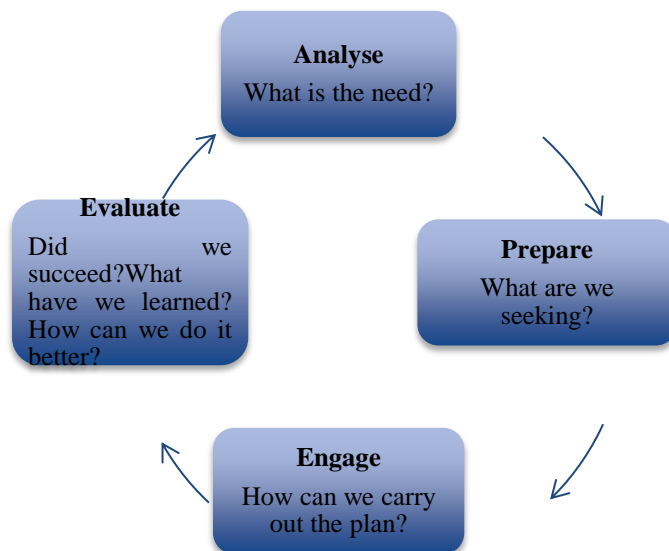 Analyse
What is the need?
Prepare
What are we
seeking?
Engage
How can we carry
out the plan?
Evaluate
Did we
succeed?What
have we learned?
How can we do it
better?